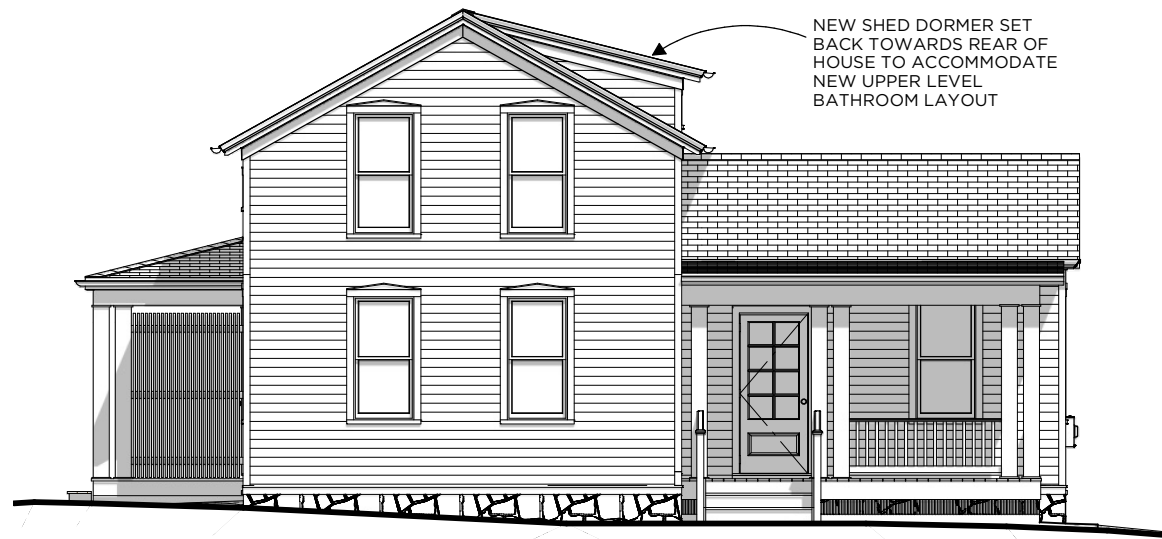 NEW SHED DORMER SET
BACK TOWARDS REAR OF
HOUSE TO ACCOMMODATE
NEW UPPER LEVEL
BATHROOM LAYOUT